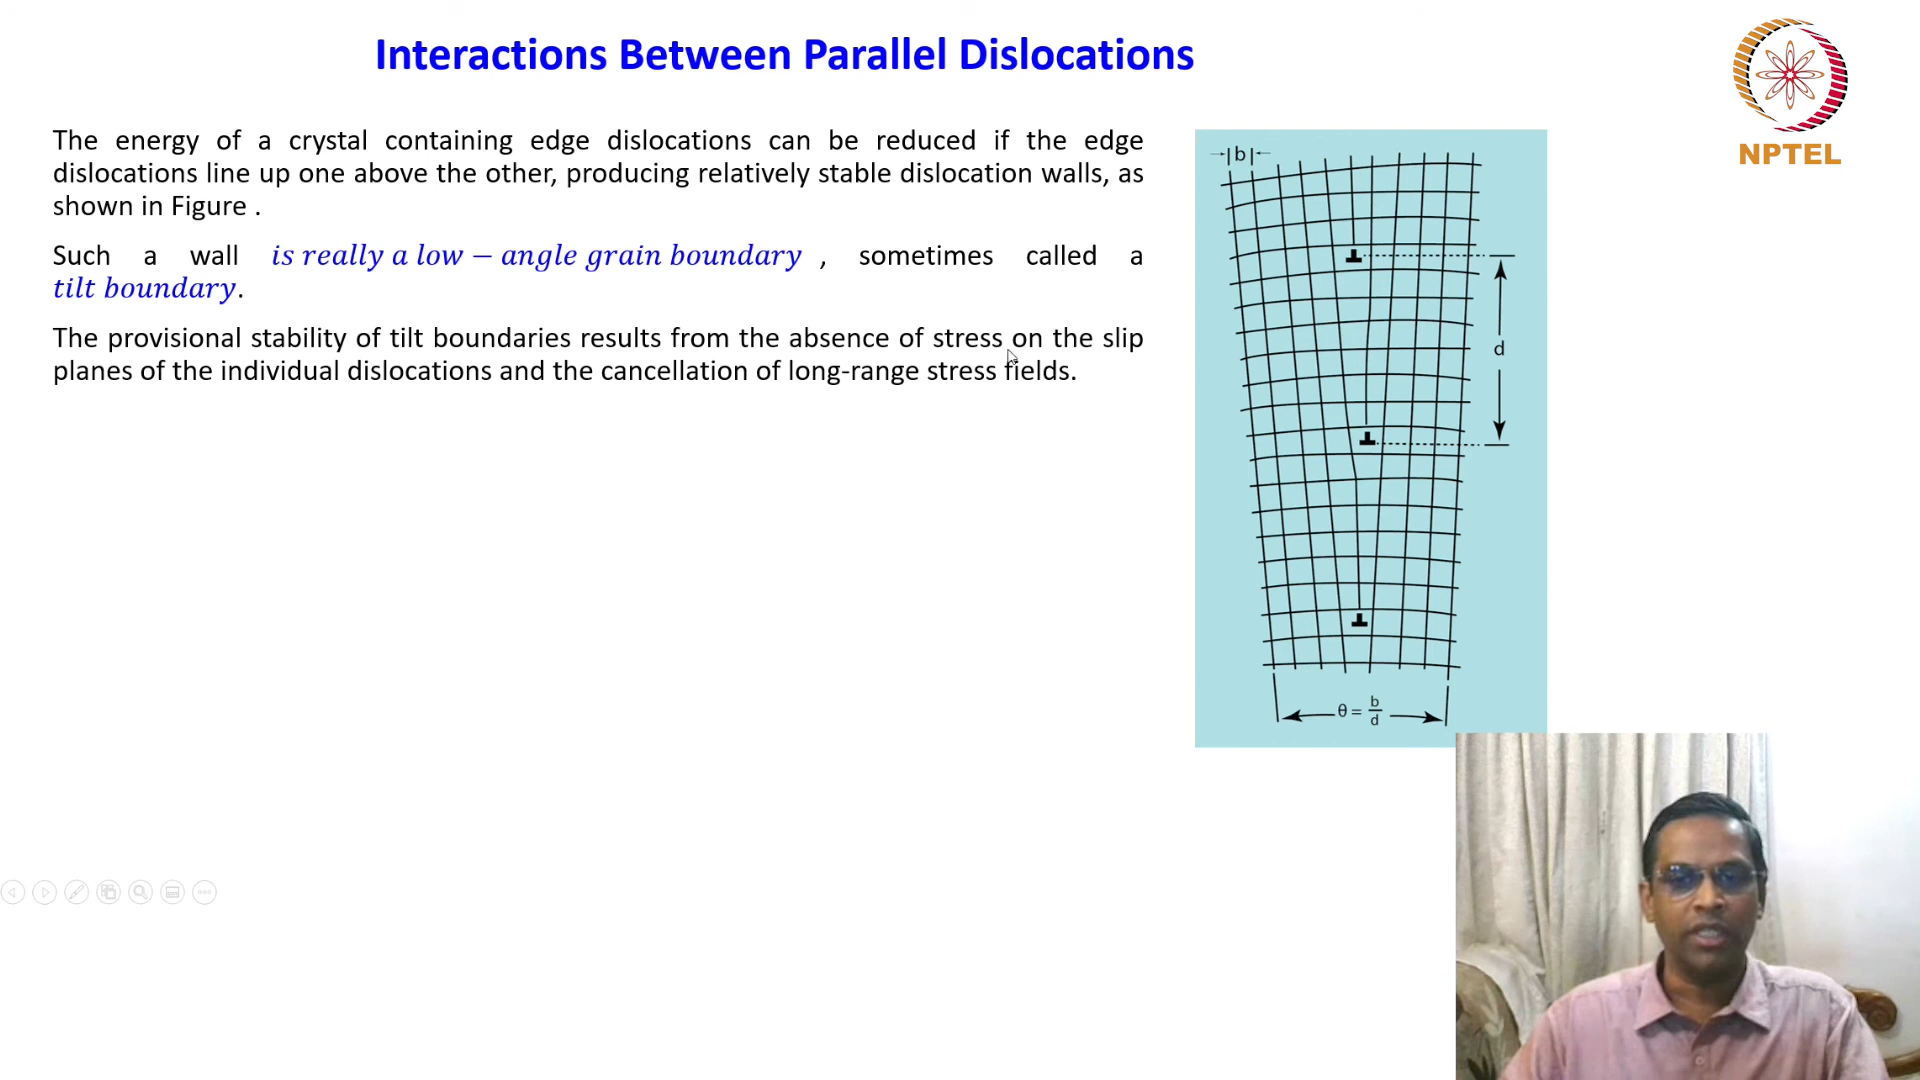 Interactions Between Parallel Dislocations
NPTEL
The energy of a crystal containing edge dislocations can be reduced if the edge
dislocations line up one above the other, producing relatively stable dislocation walls, as
shown in Figure .
Such a wall is really a low − angle grain boundary , sometimes called a
tilt boundary.
The provisional stability of tilt boundaries results from the absence of stress on the slip
planes of the individual dislocations and the cancellation of long-range stress fields.
b
d
θ = b/d